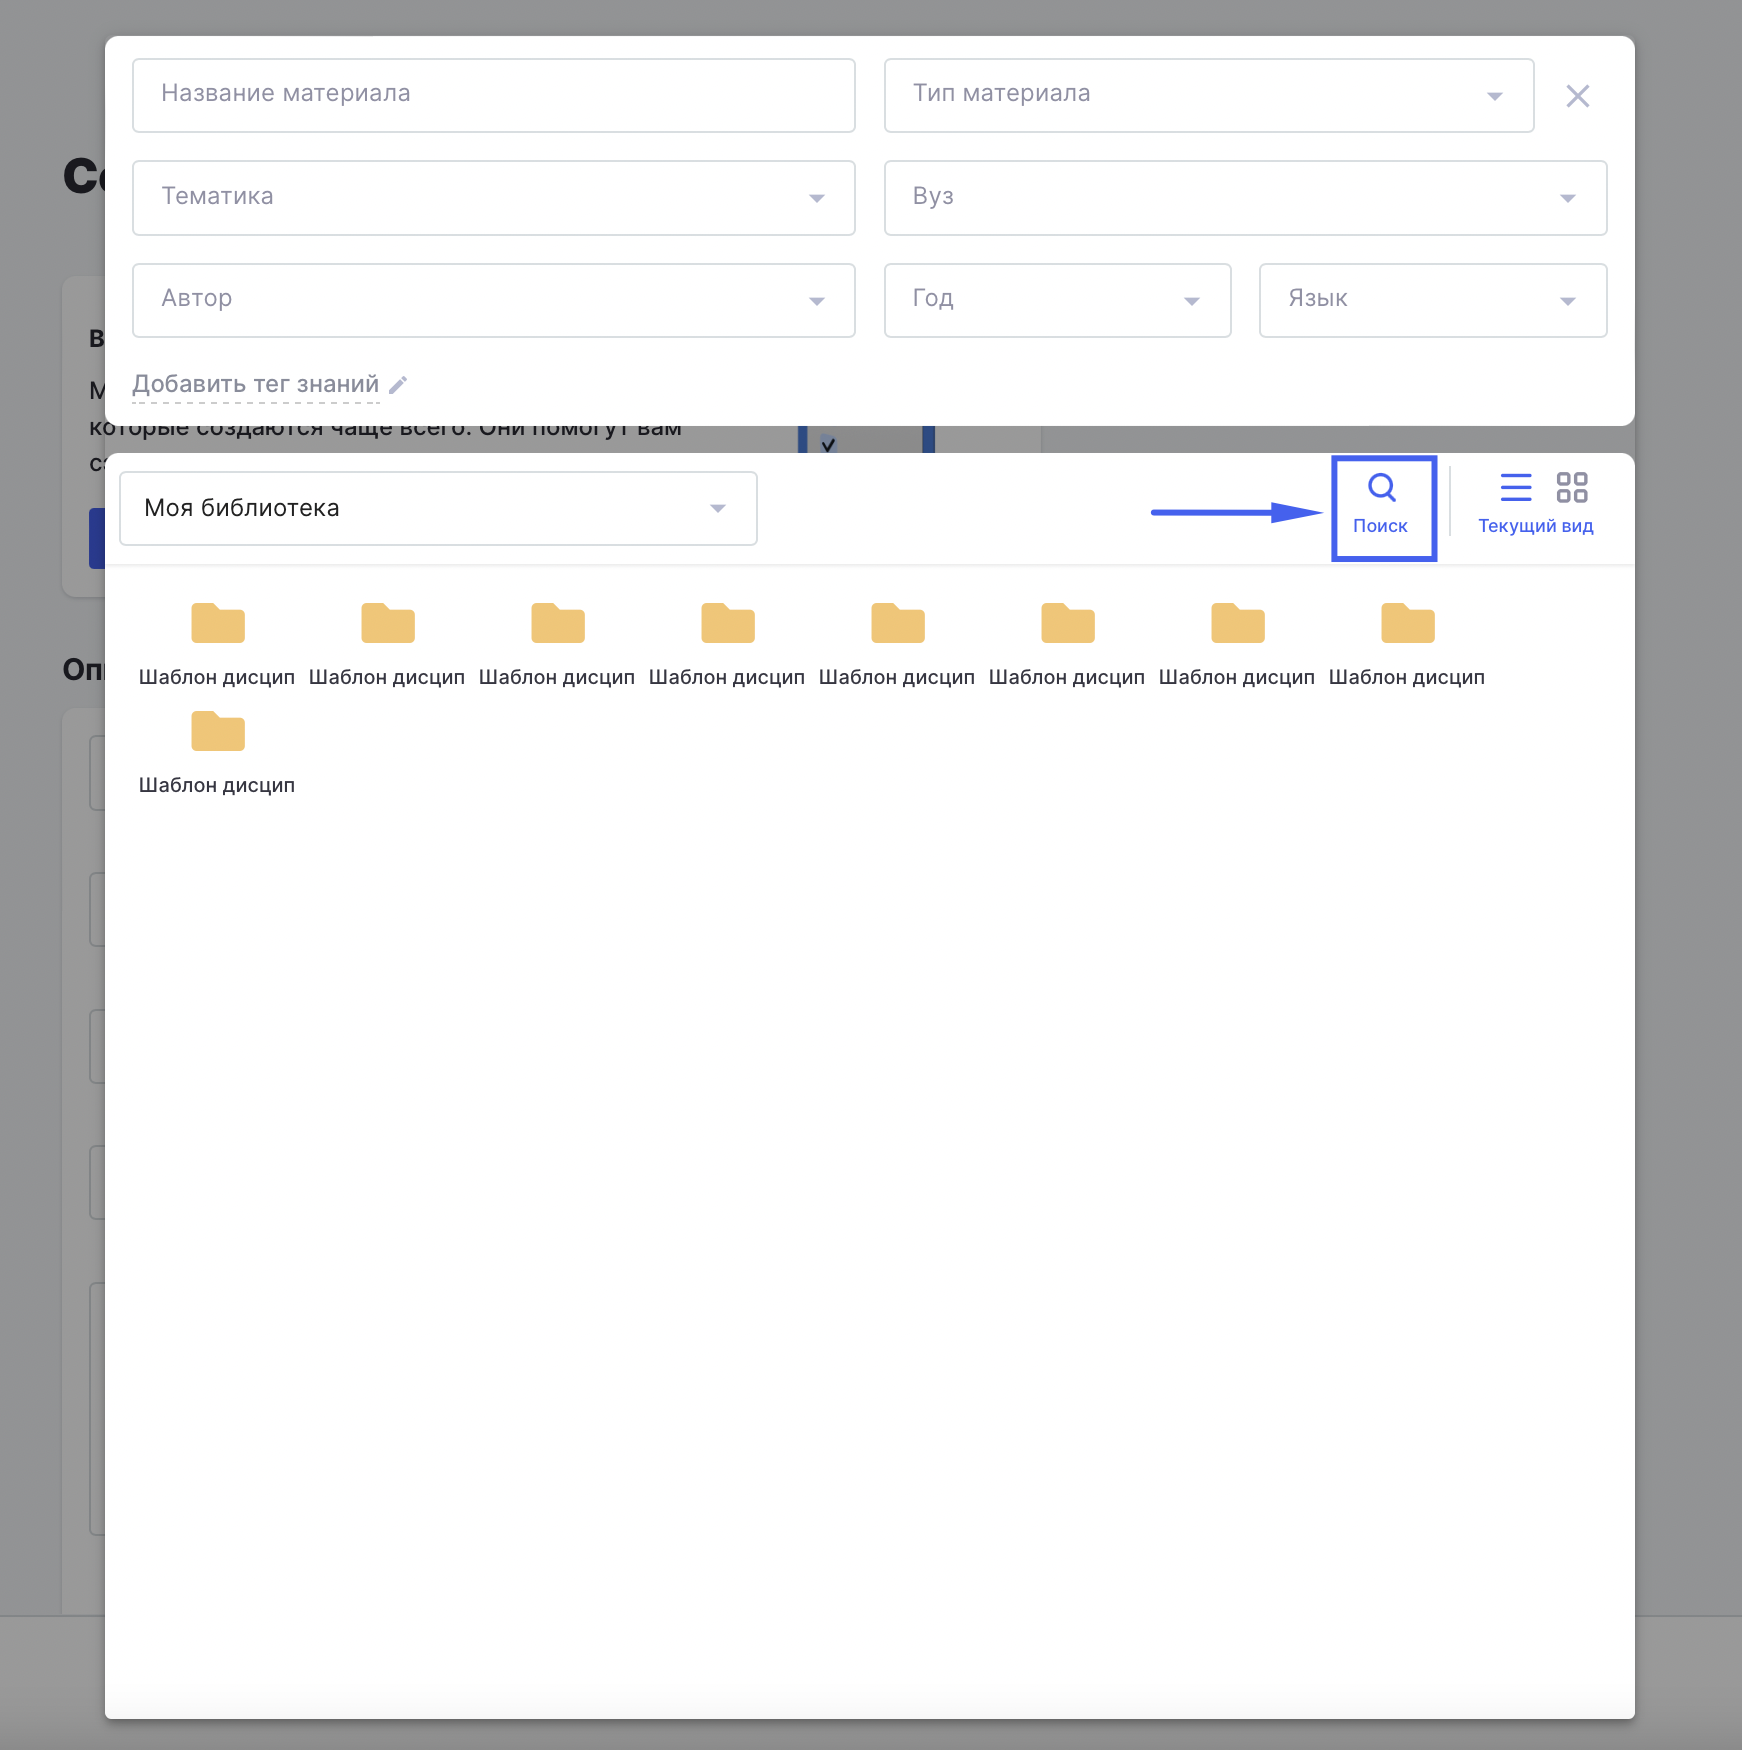 Название материала
Тип материала
Тематика
Вуз
Автор
Год
Язык
Добавить тег знаний
которые создаются чаще всего. Они помогут вам
Моя библиотека
Поиск
Текущий вид
Шаблон дисцип
Шаблон дисцип
Шаблон дисцип
Шаблон дисцип
Шаблон дисцип
Шаблон дисцип
Шаблон дисцип
Шаблон дисцип
Шаблон дисцип